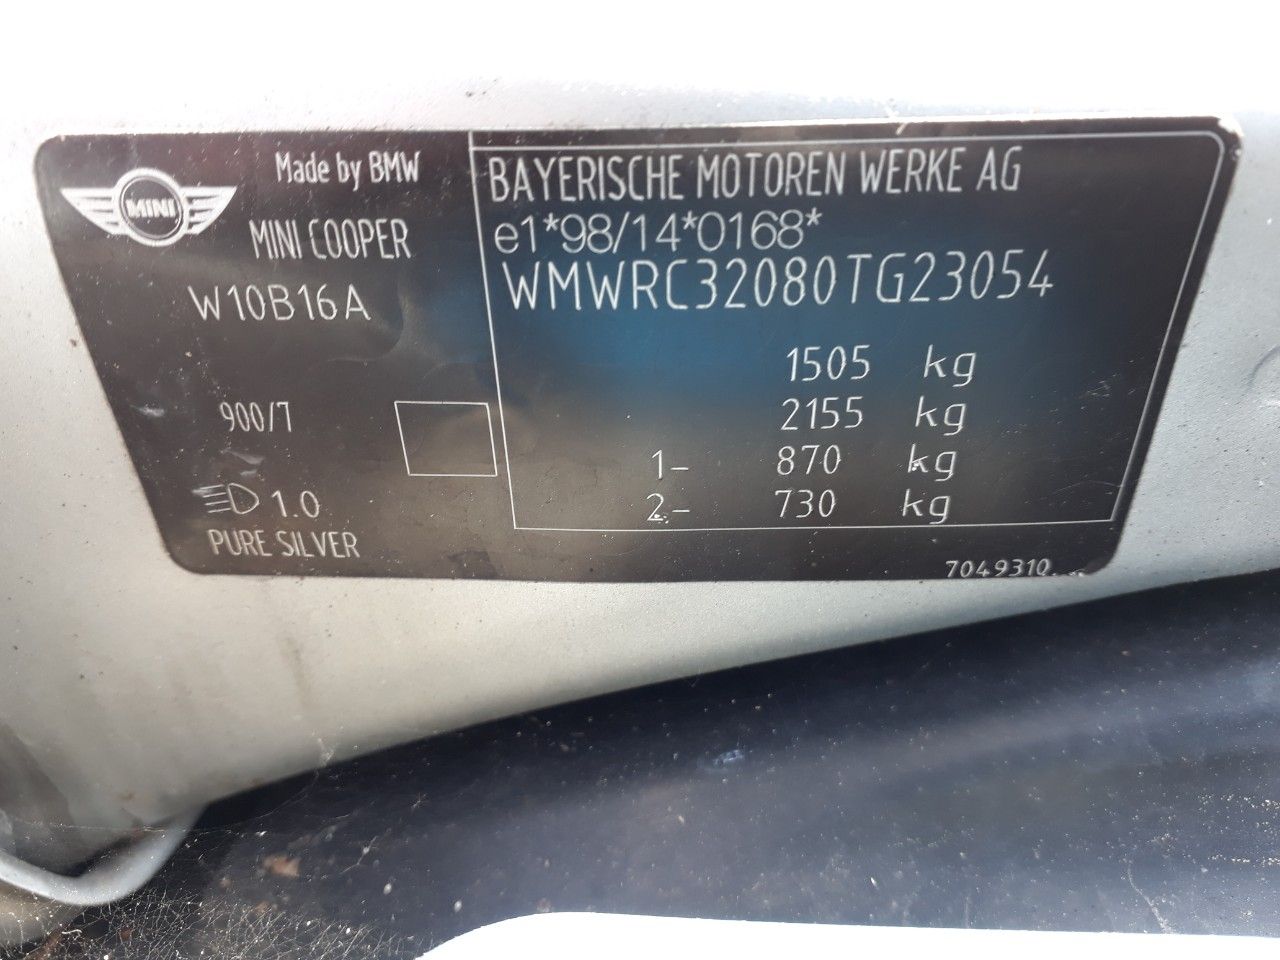 MINI
Made by BMW
MINI COOPER
W10B16A
900/7
1.0
PURE SILVER
BAYERISCHE MOTOREN WERKE AG
e1*98/14*0168*
WMWRC32080TG23054
1505 kg
2155 kg
1- 870 kg
2- 730 kg
7049310